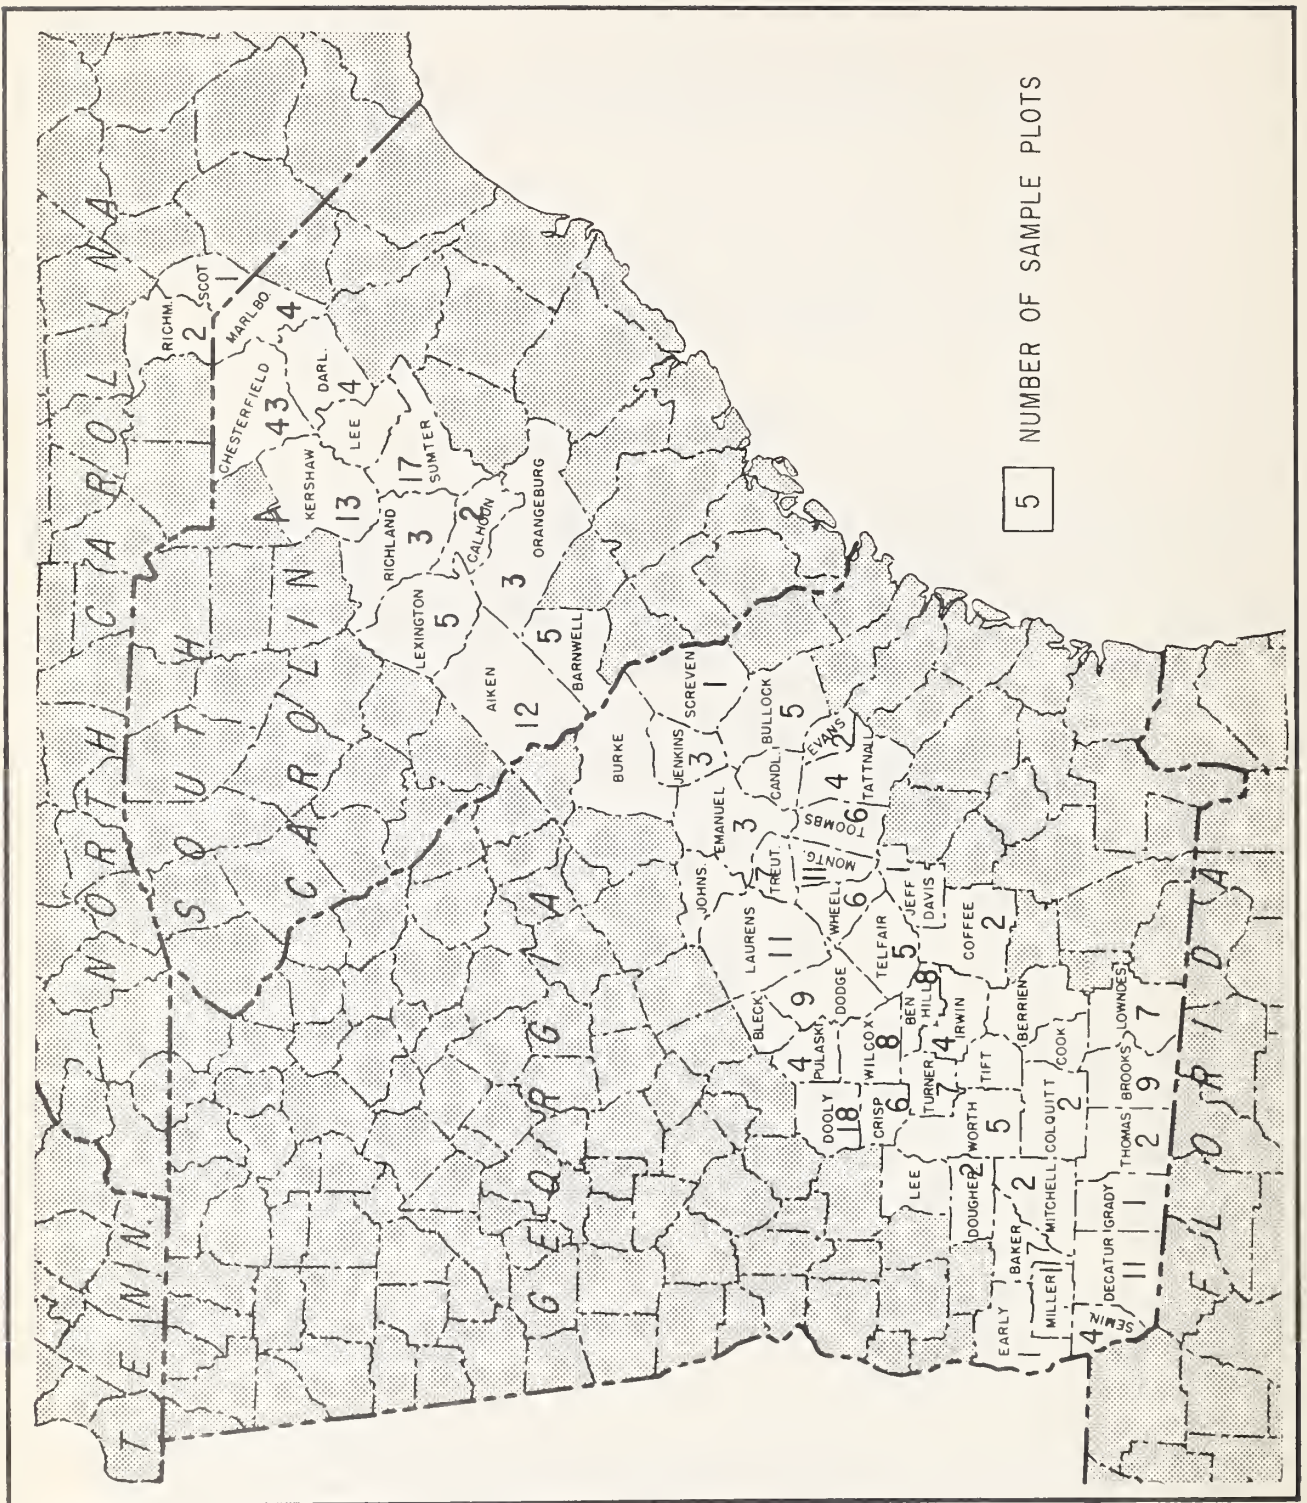 NORTH CAROLINA
SOUTH
CAROLINA
TENN.
GEORGIA
FLORIDA
RICHM.
2
SCOT
1
MARLBO.
4
CHESTERFIELD
43
DARL.
4
LEE
KERSHAW
13
SUMTER
17
RICHLAND
3
CALHOUN
2
ORANGEBURG
3
LEXINGTON
5
AIKEN
12
BARNWELL
5
BURKE
SCREVEN
1
JENKINS
3
BULLOCK
5
CANDL.
EVANS
2
TATTNALL
4
EMANUEL
3
TOOMBS
6
JOHNS
TREUT.
7
MONTG.
11
LAURENS
11
WHEEL.
6
JEFF
DAVIS
1
TELFAIR
5
COFFEE
2
BLECK
DODGE
9
PULASKI
4
WILCOX
8
BEN
HILL
8
IRWIN
4
BERRIEN
DOOLY
18
CRISP
6
TURNER
7
TIFT
COOK
LOWNDES
7
WORTH
5
COLQUITT
2
BROOKS
9
THOMAS
2
LEE
DOUGHER
2
MITCHELL
2
GRADY
1
BAKER
MILLER
17
DECATUR
11
EARLY
1
SEMIN.
4
5 NUMBER OF SAMPLE PLOTS